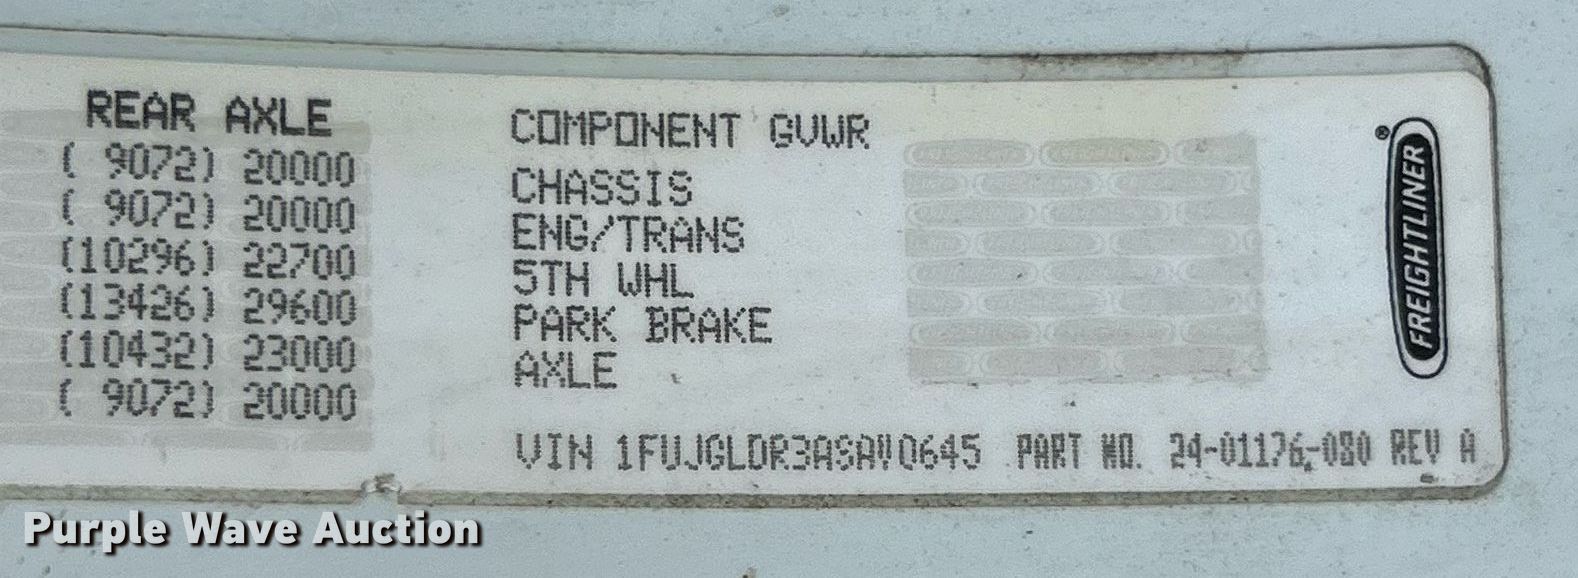 REAR AXLE
( 9072) 20000
( 9072) 20000
(10296) 22700
(13426) 29600
(10432) 23000
( 9072) 20000
COMPONENT GVWR
CHASSIS
ENG/TRANS
5TH WHL
PARK BRAKE
AXLE
VIN 1FUJGLDR3ASAV0645 PART NO. 24-01176-080 REV A
FREIGHTLINER®
Purple Wave Auction